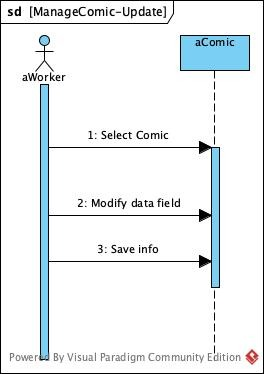 sd [ManageComic-Update]
aWorker
aComic
1: Select Comic
2: Modify data field
3: Save info
Powered By Visual Paradigm Community Edition